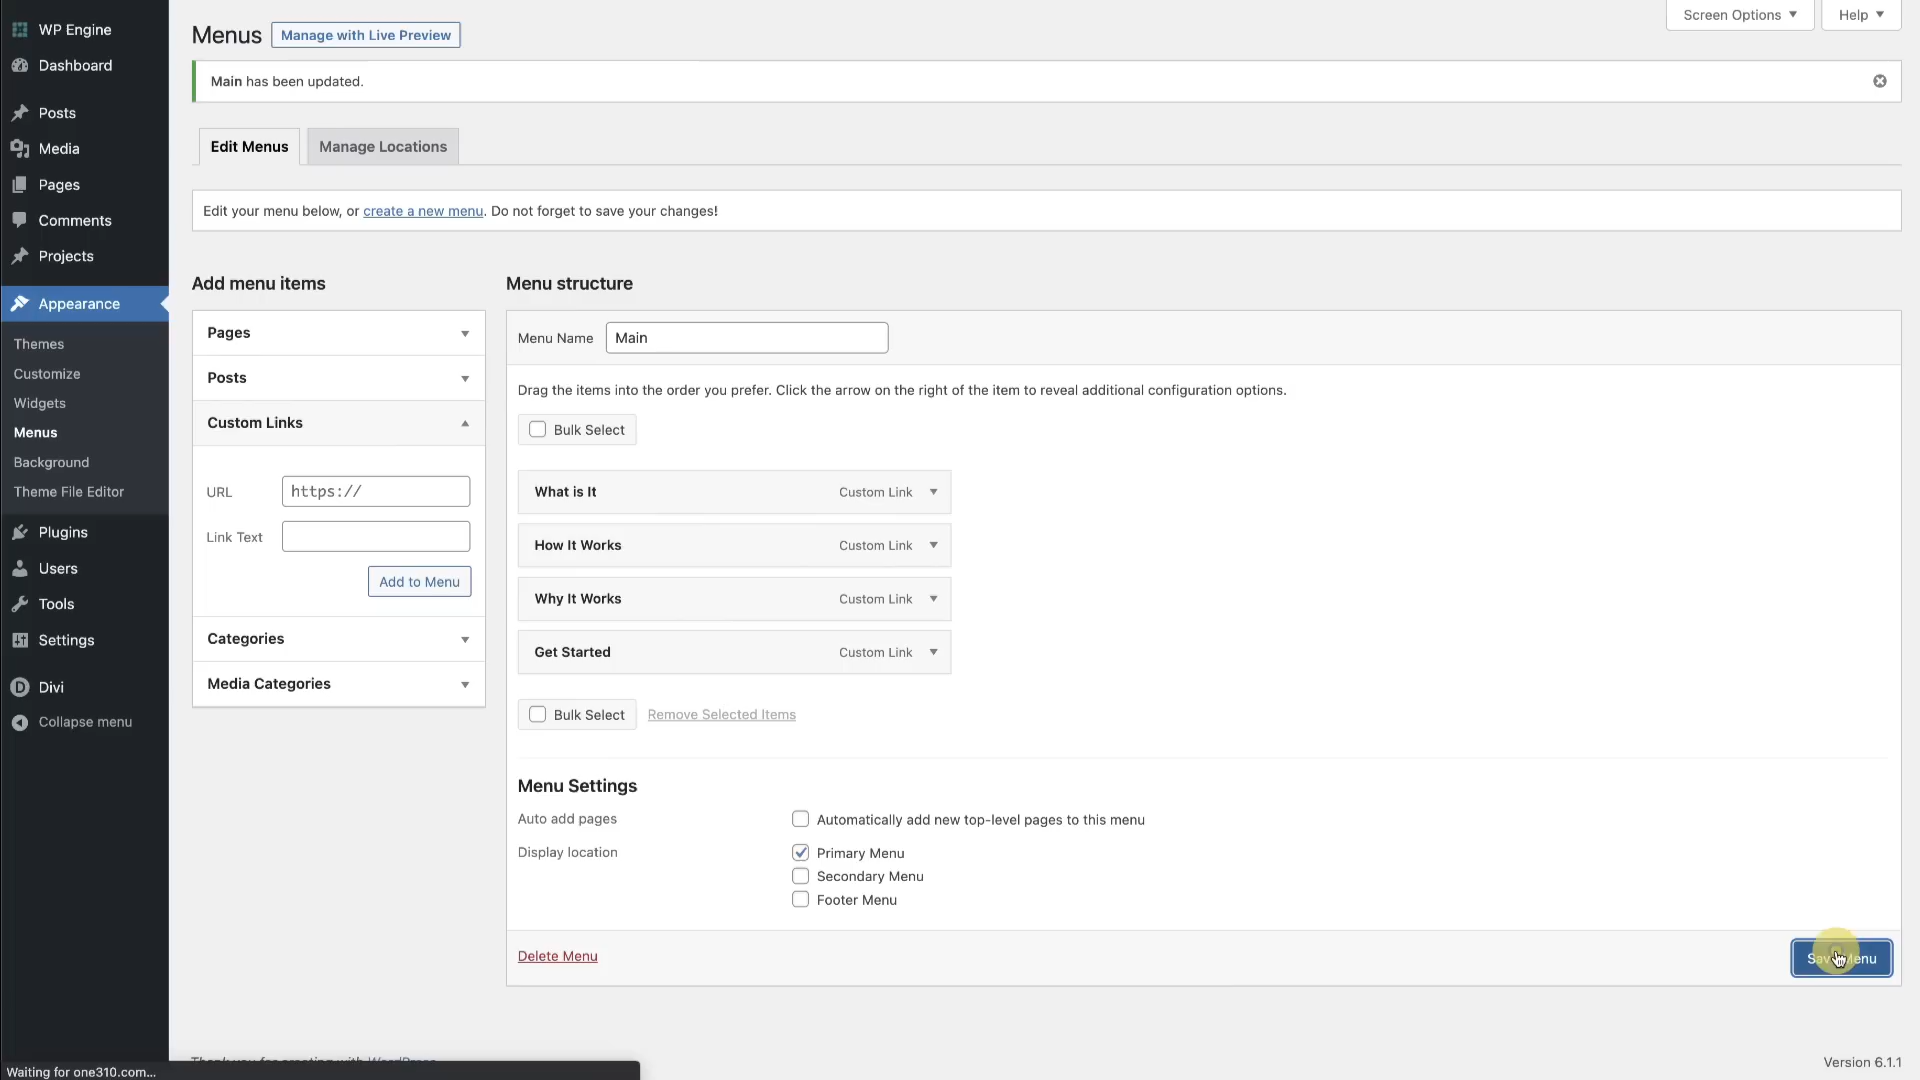 WP Engine
Dashboard
Posts
Media
Pages
Comments
Projects
Appearance
Themes
Customize
Widgets
Menus
Background
Theme File Editor
Plugins
Users
Tools
Settings
Divi
Collapse menu
Menus Manage with Live Preview
Screen Options Help
Main has been updated.
Edit Menus Manage Locations
Edit your menu below, or create a new menu. Do not forget to save your changes!
Add menu items
Pages
Posts
Custom Links
URL https://
Link Text
Add to Menu
Categories
Media Categories
Menu structure
Menu Name Main
Drag the items into the order you prefer. Click the arrow on the right of the item to reveal additional configuration options.
Bulk Select
What is It Custom Link
How It Works Custom Link
Why It Works Custom Link
Get Started Custom Link
Bulk Select Remove Selected Items
Menu Settings
Auto add pages Automatically add new top-level pages to this menu
Display location Primary Menu
Secondary Menu
Footer Menu
Delete Menu Save Menu
Thank you for creating with WordPress
Version 6.1.1
Waiting for one310.com...